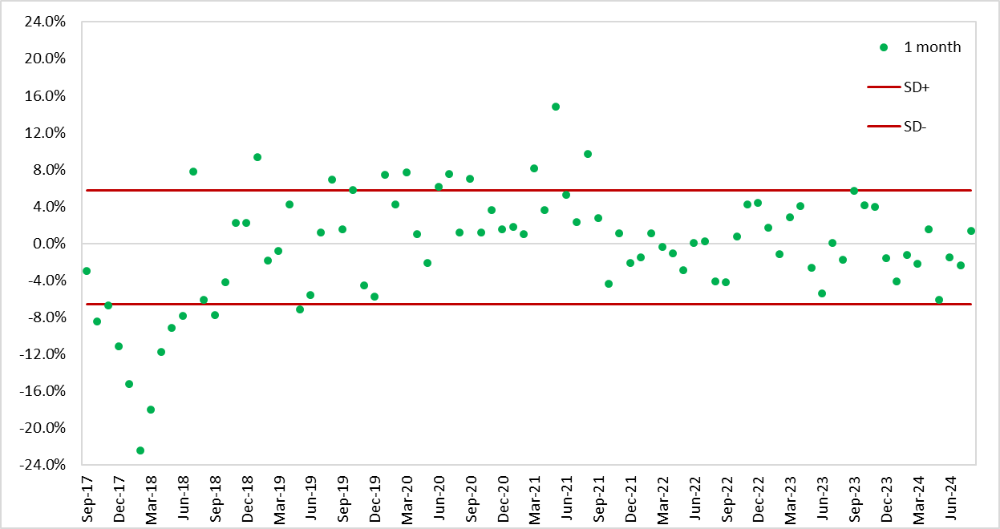 24.0%
20.0%
16.0%
12.0%
8.0%
4.0%
0.0%
-4.0%
-8.0%
-12.0%
-16.0%
-20.0%
-24.0%
1 month
SD+
SD-
Sep-17
Dec-17
Mar-18
Jun-18
Sep-18
Dec-18
Mar-19
Jun-19
Sep-19
Dec-19
Mar-20
Jun-20
Sep-20
Dec-20
Mar-21
Jun-21
Sep-21
Dec-21
Mar-22
Jun-22
Sep-22
Dec-22
Mar-23
Jun-23
Sep-23
Dec-23
Mar-24
Jun-24